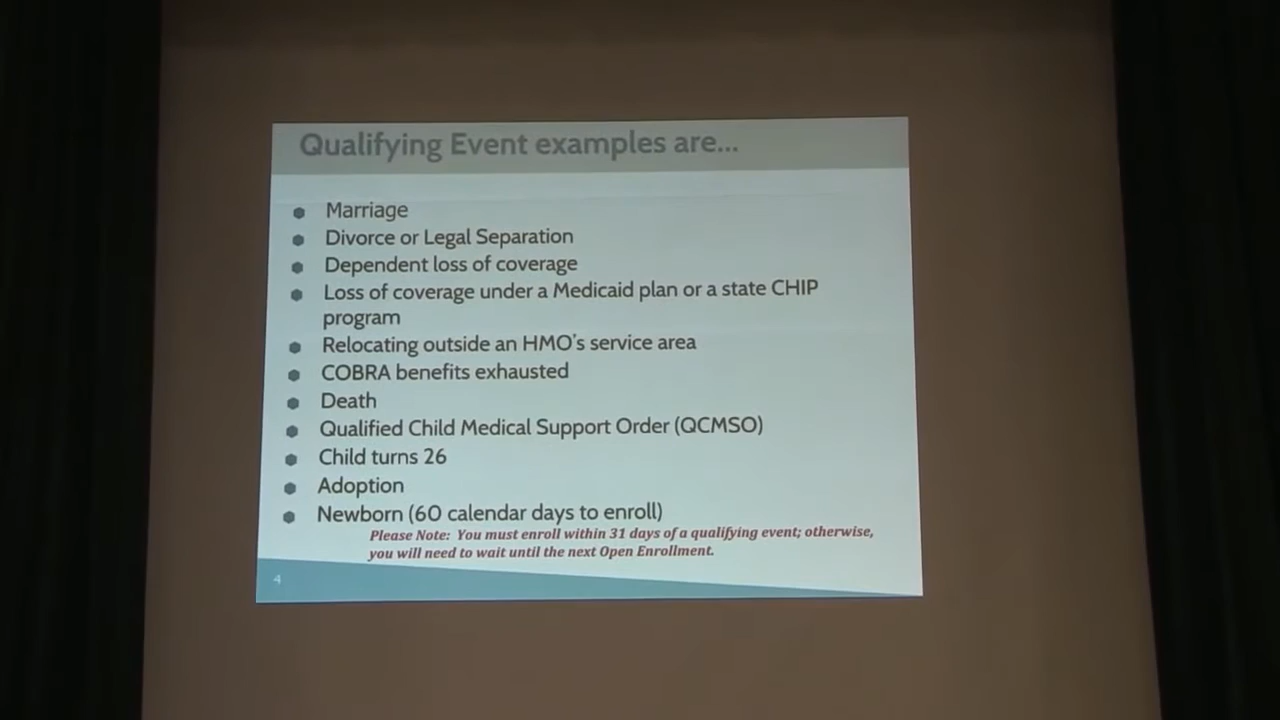 Qualifying Event examples are...
Marriage
Divorce or Legal Separation
Dependent loss of coverage
Loss of coverage under a Medicaid plan or a state CHIP
program
Relocating outside an HMO's service area
COBRA benefits exhausted
Death
Qualified Child Medical Support Order (QCMSO)
Child turns 26
Adoption
Newborn (60 calendar days to enroll)
Please Note: You must enroll within 31 days of a qualifying event; otherwise,
you will need to wait until the next Open Enrollment.
4